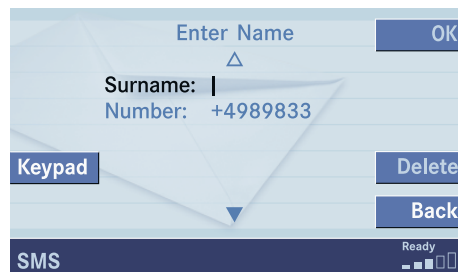 Enter Name
OK
Surname:
Number: +4989833
Keypad
Delete
Back
SMS
Ready